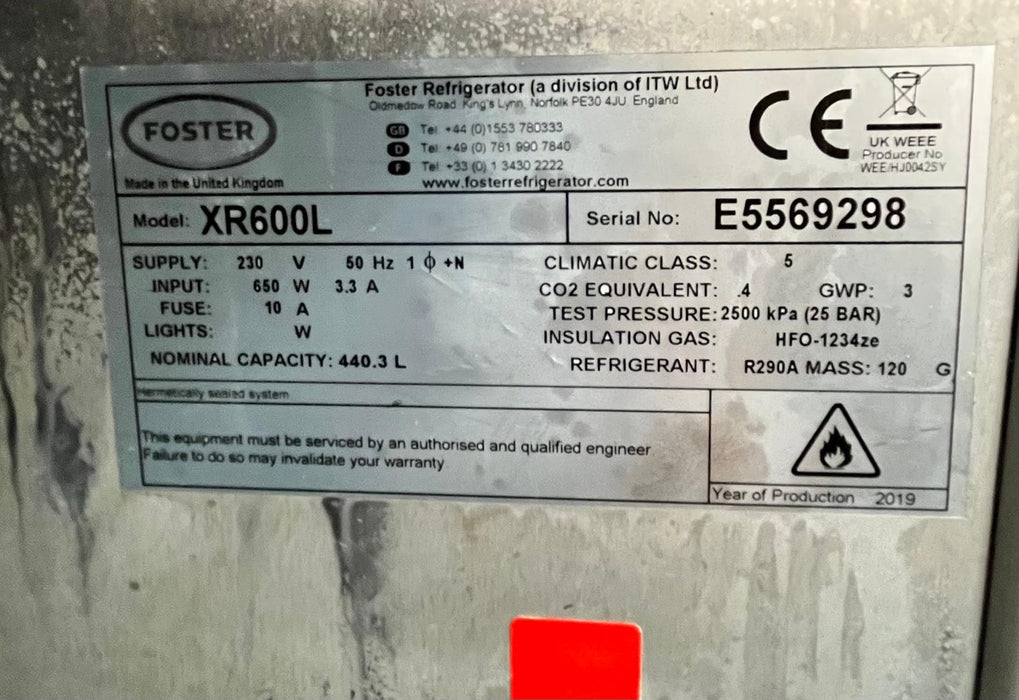 Foster Refrigerator (a division of ITW Ltd)
Oldmedow Road, King's Lynn, Norfolk PE30 4JU, England
FOSTER
GB Tel +44 (0)1553 780333
D Tel +49 (0) 781 990 7840
F Tel +33 (0) 1 3430 2222
www.fosterrefrigerator.com
Made in the United Kingdom
CE
UK WEEE
Producer No
WEE/HJ0042SY
Model: XR600L
Serial No: E5569298
SUPPLY: 230 V 50 Hz 1 ϕ +N
INPUT: 650 W 3.3 A
FUSE: 10 A
LIGHTS: W
NOMINAL CAPACITY: 440.3 L
CLIMATIC CLASS: 5
CO2 EQUIVALENT: .4 GWP: 3
TEST PRESSURE: 2500 kPa (25 BAR)
INSULATION GAS: HFO-1234ze
REFRIGERANT: R290A MASS: 120 G
Hermetically sealed system
This equipment must be serviced by an authorised and qualified engineer
Failure to do so may invalidate your warranty
Year of Production 2019